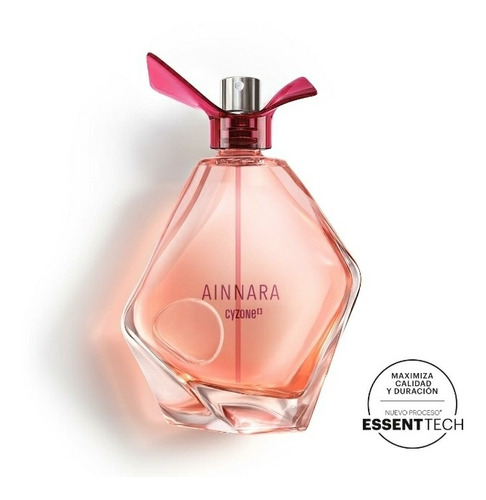 AINNARA
cyzone
MAXIMIZA
CALIDAD
Y DURACIÓN
NUEVO PROCESO*
ESSENTTECH